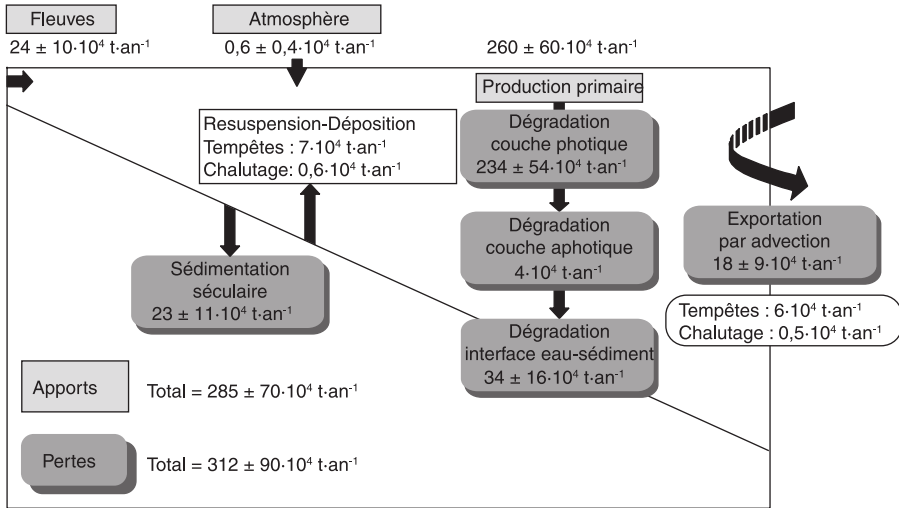 Fleuves
24 ± 10·10⁴ t·an⁻¹
Atmosphère
0,6 ± 0,4·10⁴ t·an⁻¹
260 ± 60·10⁴ t·an⁻¹
Production primaire
Resuspension-Déposition
Tempêtes : 7·10⁴ t·an⁻¹
Chalutage: 0,6·10⁴ t·an⁻¹
Dégradation
couche photique
234 ± 54·10⁴ t·an⁻¹
Dégradation
couche aphotique
4·10⁴ t·an⁻¹
Exportation
par advection
18 ± 9·10⁴ t·an⁻¹
Sédimentation
séculaire
23 ± 11·10⁴ t·an⁻¹
Tempêtes : 6·10⁴ t·an⁻¹
Chalutage : 0,5·10⁴ t·an⁻¹
Dégradation
interface eau-sédiment
34 ± 16·10⁴ t·an⁻¹
Apports
Total = 285 ± 70·10⁴ t·an⁻¹
Pertes
Total = 312 ± 90·10⁴ t·an⁻¹